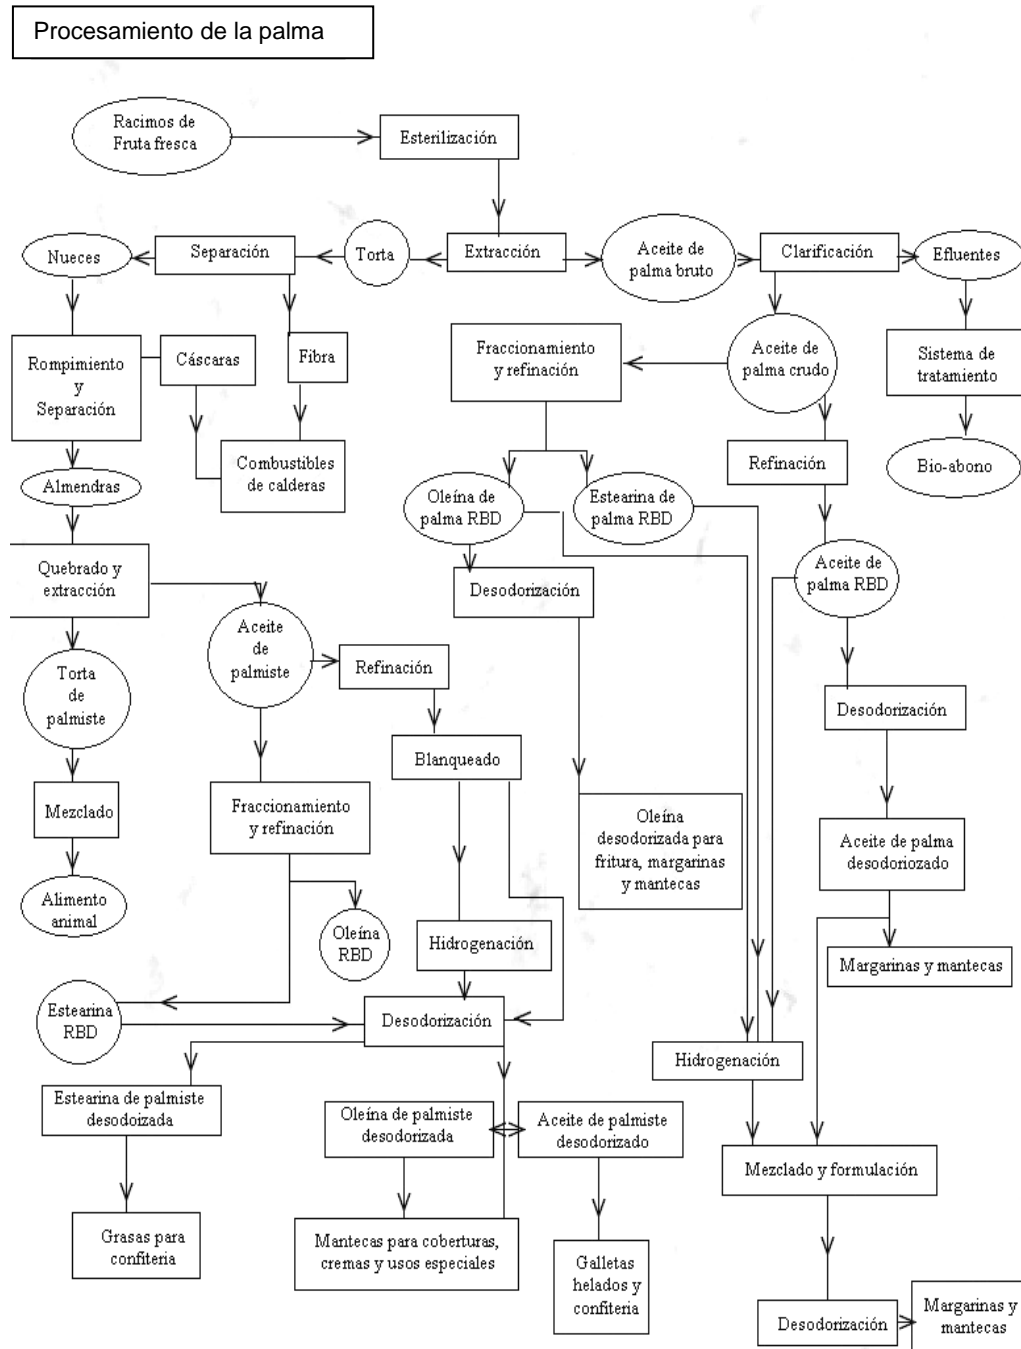 Procesamiento de la palma
Racimos de
Fruta fresca
Esterilización
Nueces
Separación
Torta
Extracción
Aceite de
palma bruto
Clarificación
Efluentes
Rompimiento
y
Separación
Cáscaras
Fibra
Fraccionamiento
y refinación
Aceite de
palma crudo
Sistema de
tratamiento
Almendras
Combustibles
de calderas
Oleína de
palma RBD
Estearina de
palma RBD
Refinación
Bio-abono
Quebrado y
extracción
Desodorización
Aceite de
palma RBD
Torta
de
palmiste
Aceite
de
palmiste
Refinación
Desodorización
Blanqueado
Mezclado
Fraccionamiento
y refinación
Oleína
desodorizada para
fritura, margarinas
y mantecas
Aceite de palma
desodoriozado
Alimento
animal
Oleína
RBD
Hidrogenación
Margarinas y mantecas
Estearina
RBD
Desodorización
Hidrogenación
Estearina de palmiste
desodoizada
Oleína de palmiste
desodorizada
Aceite de palmiste
desodorizado
Mezclado y formulación
Grasas para
confiteria
Mantecas para coberturas,
cremas y usos especiales
Galletas
helados y
confiteria
Desodorización
Margarinas y
mantecas